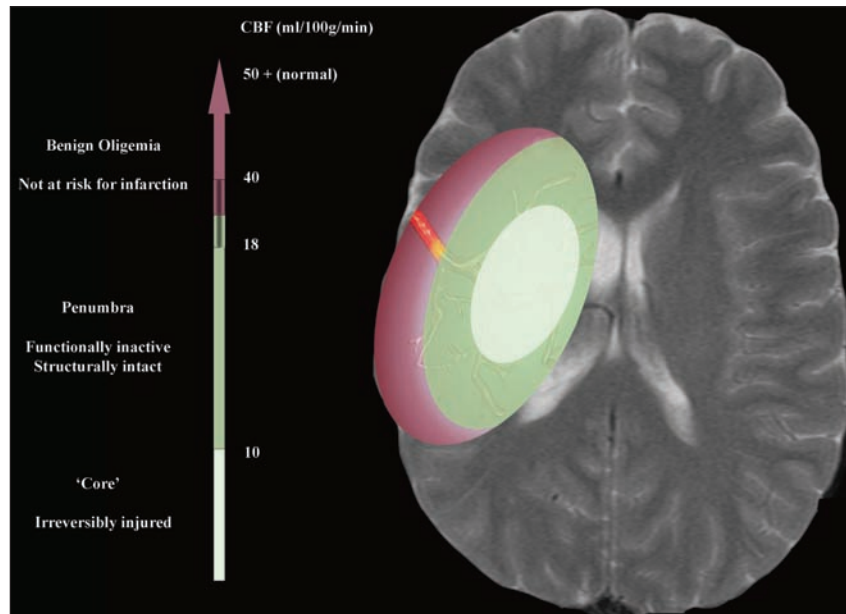 CBF (ml/100g/min)
50 + (normal)
Benign Oligemia
Not at risk for infarction
40
18
Penumbra
Functionally inactive
Structurally intact
10
‘Core’
Irreversibly injured